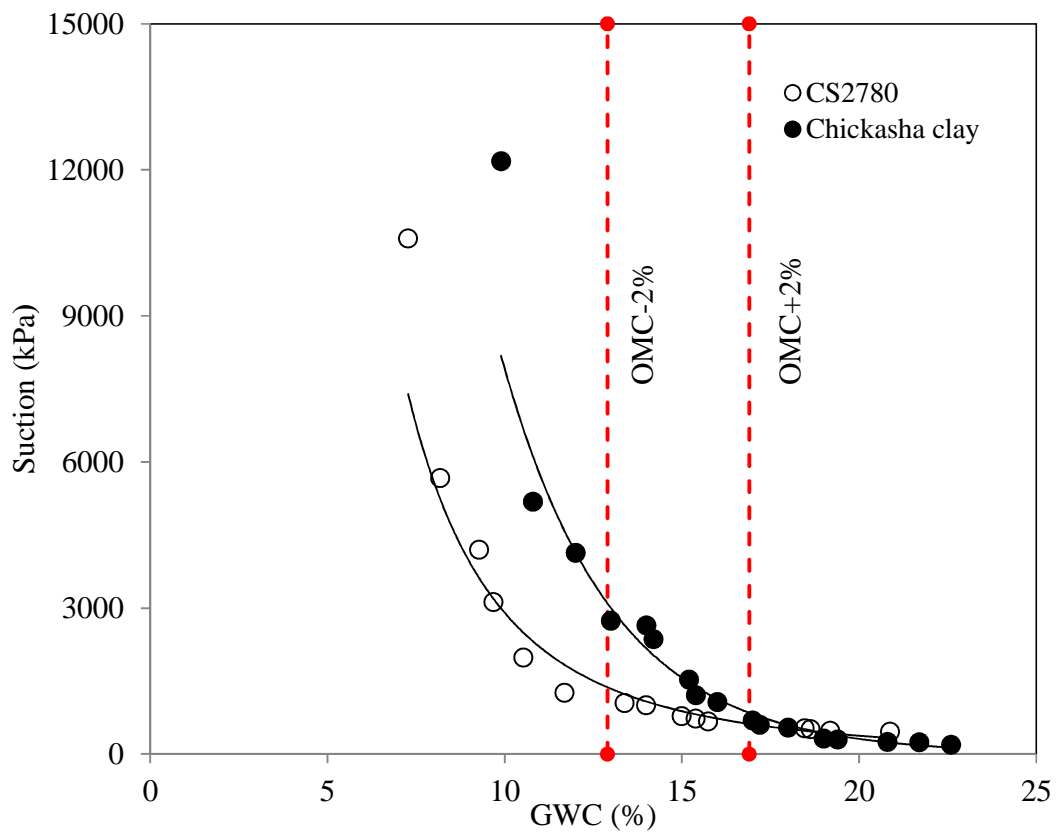 15000
12000
9000
6000
3000
0
Suction (kPa)
CS2780
Chickasha clay
OMC-2%
OMC+2%
0 5 10 15 20 25
GWC (%)